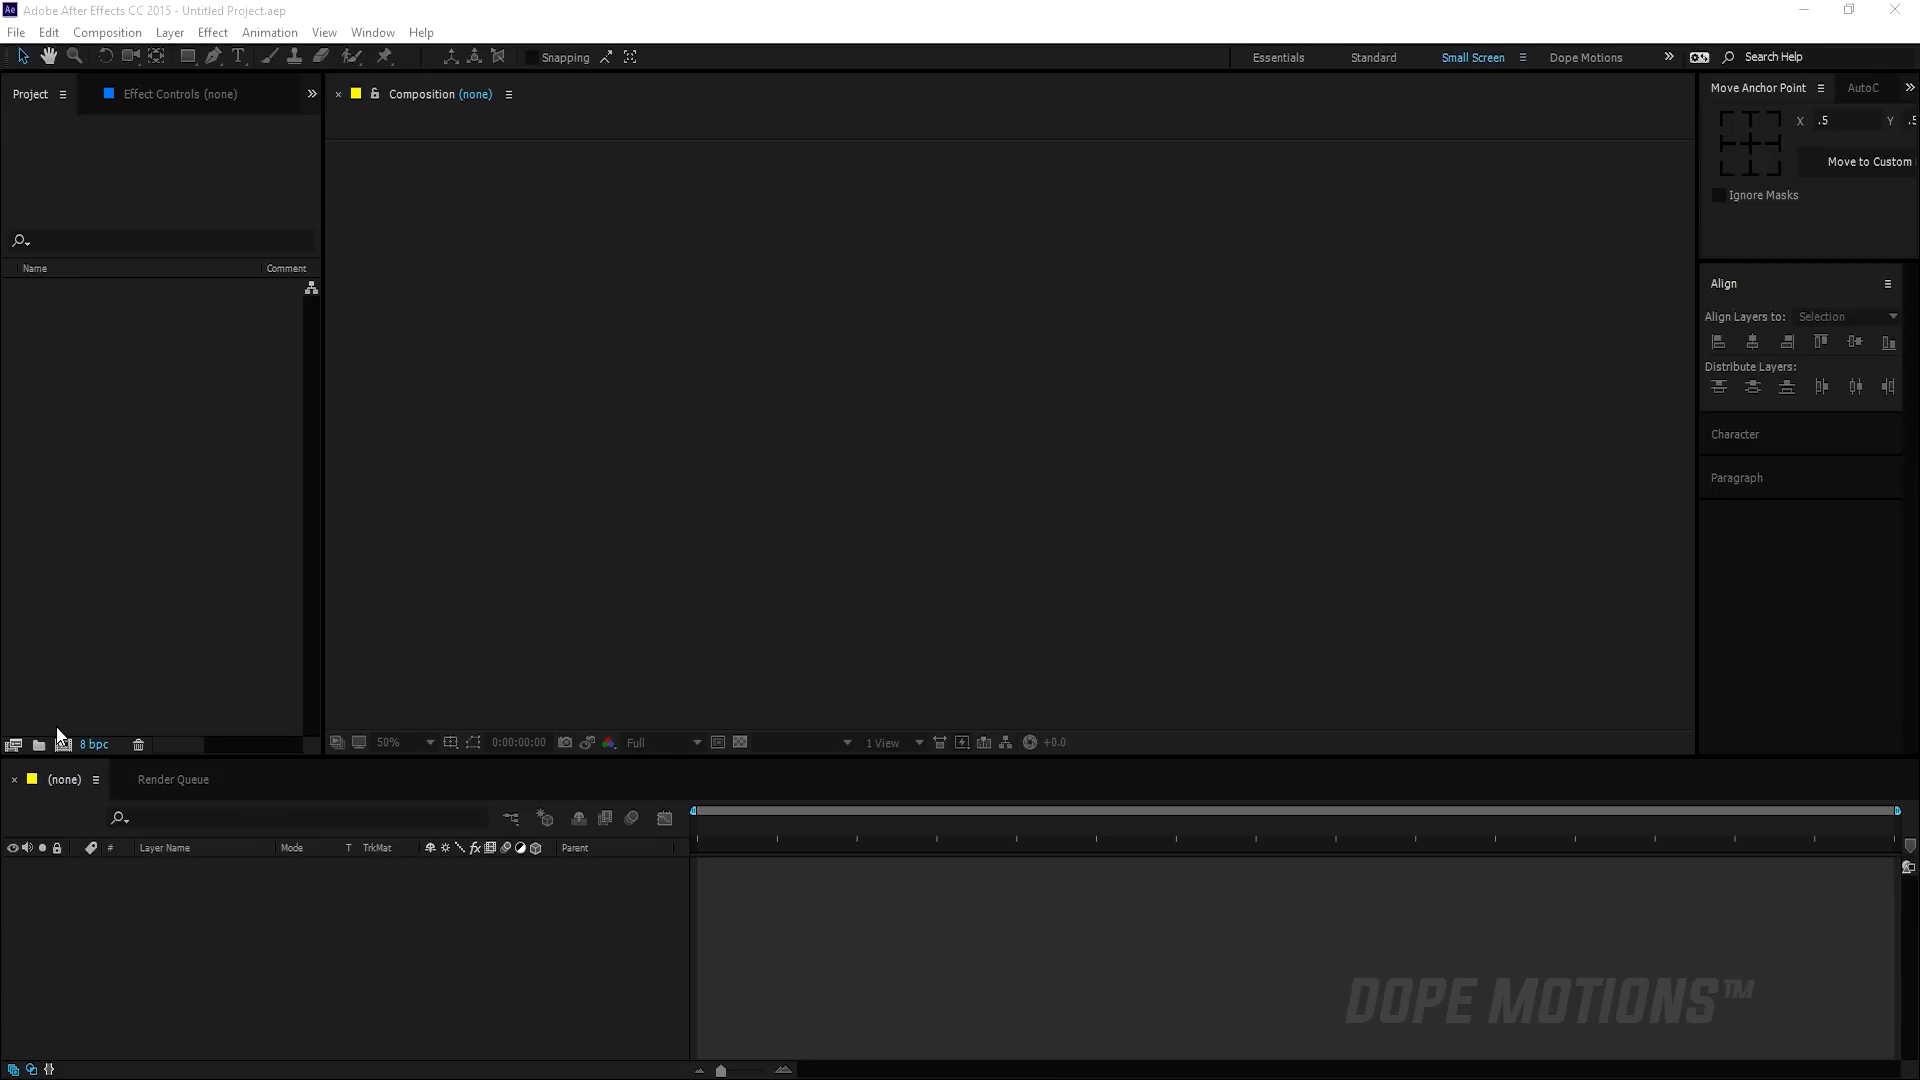 Adobe After Effects CC 2015 - Untitled Project.aep
File Edit Composition Layer Effect Animation View Window Help
Snapping Essentials Standard Small Screen Dope Motions Search Help
Project Effect Controls (none)
Composition (none)
Move Anchor Point AutoC
X .5 Y .5
Move to Custom
Ignore Masks
Name Comment
Align
Align Layers to: Selection
Distribute Layers:
Character
Paragraph
8 bpc
50% 0:00:00:00 Full 1 View +0.0
(none) Render Queue
# Layer Name Mode T TrkMat fx Parent
DOPE MOTIONS™